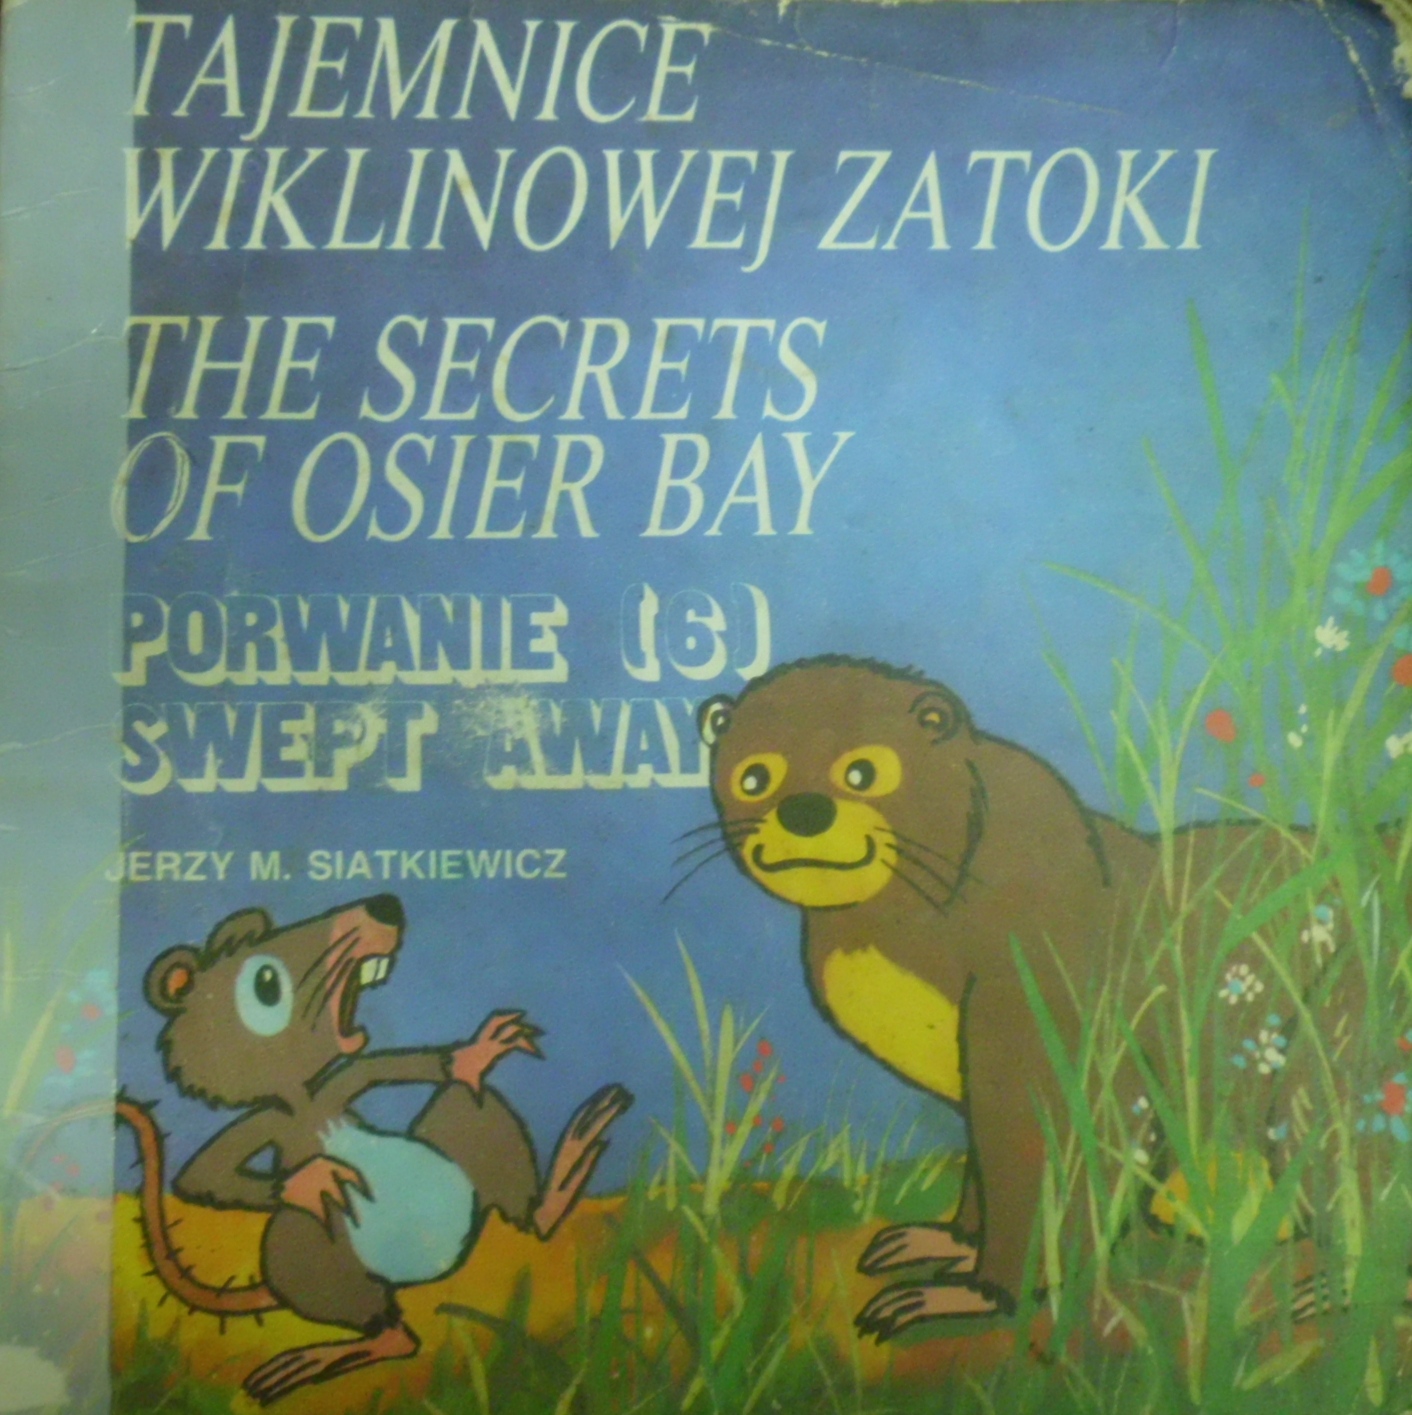 TAJEMNICE
WIKLINOWEJ ZATOKI
THE SECRETS
OF OSIER BAY
PORWANIE (6)
SWEPT AWAY
JERZY M. SIATKIEWICZ